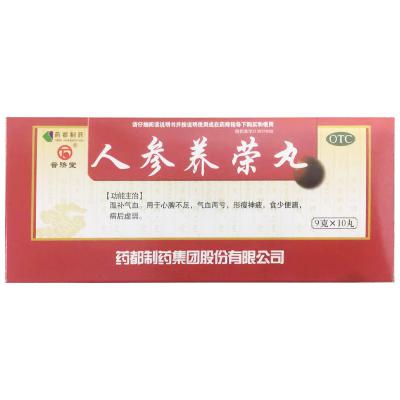 请仔细阅读说明书并按说明使用或在药师指导下购买和使用
药都制药
普济堂
人参养荣丸
OTC
【功能主治】
温补气血。用于心脾不足，气血两亏，形瘦神疲，食少便溏，
病后虚弱。
9克×10丸
药都制药集团股份有限公司